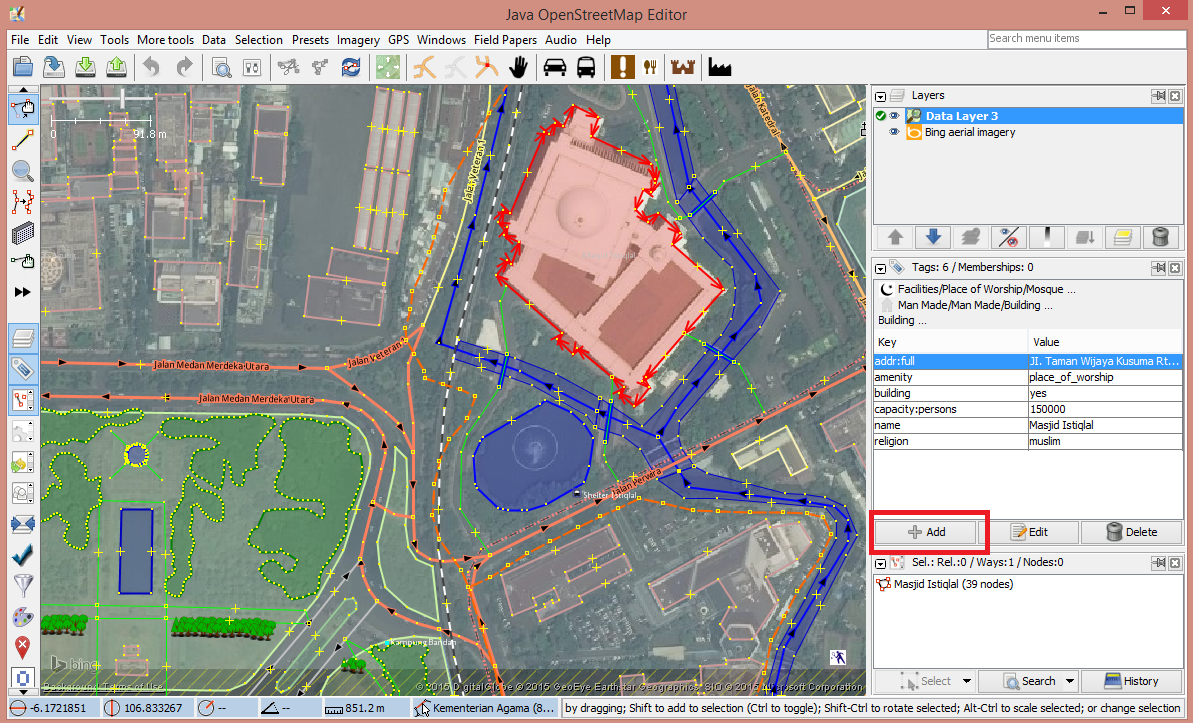 Java OpenStreetMap Editor
File Edit View Tools More tools Data Selection Presets Imagery GPS Windows Field Papers Audio Help
Search menu items
0 91.8 m
Jalan Veteran 1
Jalan Katedral
Jalan Medan Merdeka Utara
Jalan Veteran
Jalan Medan Merdeka Utara
Jalan Perwira
Shelter Istiqlal
Kampung Bandan
bing
Background Terms of Use
© 2015 DigitalGlobe © 2015 GeoEye Earthstar Geographics SIO © 2015 Microsoft Corporation
Layers
Data Layer 3
Bing aerial imagery
Tags: 6 / Memberships: 0
Facilities/Place of Worship/Mosque ...
Man Made/Man Made/Building ...
Building ...
Key Value
addr:full Jl. Taman Wijaya Kusuma Rt...
amenity place_of_worship
building yes
capacity:persons 150000
name Masjid Istiqlal
religion muslim
Add Edit Delete
Sel.: Rel.:0 / Ways:1 / Nodes:0
Masjid Istiqlal (39 nodes)
Select Search History
-6.1721851 106.833267 -- -- 851.2 m Kementerian Agama (8... by dragging; Shift to add to selection (Ctrl to toggle); Shift-Ctrl to rotate selected; Alt-Ctrl to scale selected; or change selection